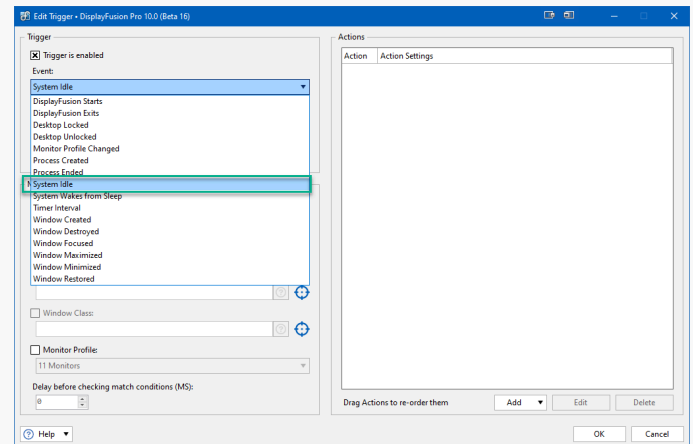 Edit Trigger • DisplayFusion Pro 10.0 (Beta 16)
Trigger
Trigger is enabled
Event:
System Idle
DisplayFusion Starts
DisplayFusion Exits
Desktop Locked
Desktop Unlocked
Monitor Profile Changed
Process Created
Process Ended
System Idle
System Wakes from Sleep
Timer Interval
Window Created
Window Destroyed
Window Focused
Window Maximized
Window Minimized
Window Restored
Window Class:
Monitor Profile:
11 Monitors
Delay before checking match conditions (MS):
0
Actions
Action Action Settings
Drag Actions to re-order them Add Edit Delete
Help OK Cancel